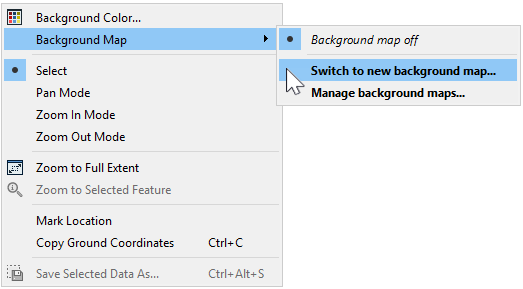 Background Color...
Background Map
Background map off
Switch to new background map...
Manage background maps...
Select
Pan Mode
Zoom In Mode
Zoom Out Mode
Zoom to Full Extent
Zoom to Selected Feature
Mark Location
Copy Ground Coordinates Ctrl+C
Save Selected Data As... Ctrl+Alt+S